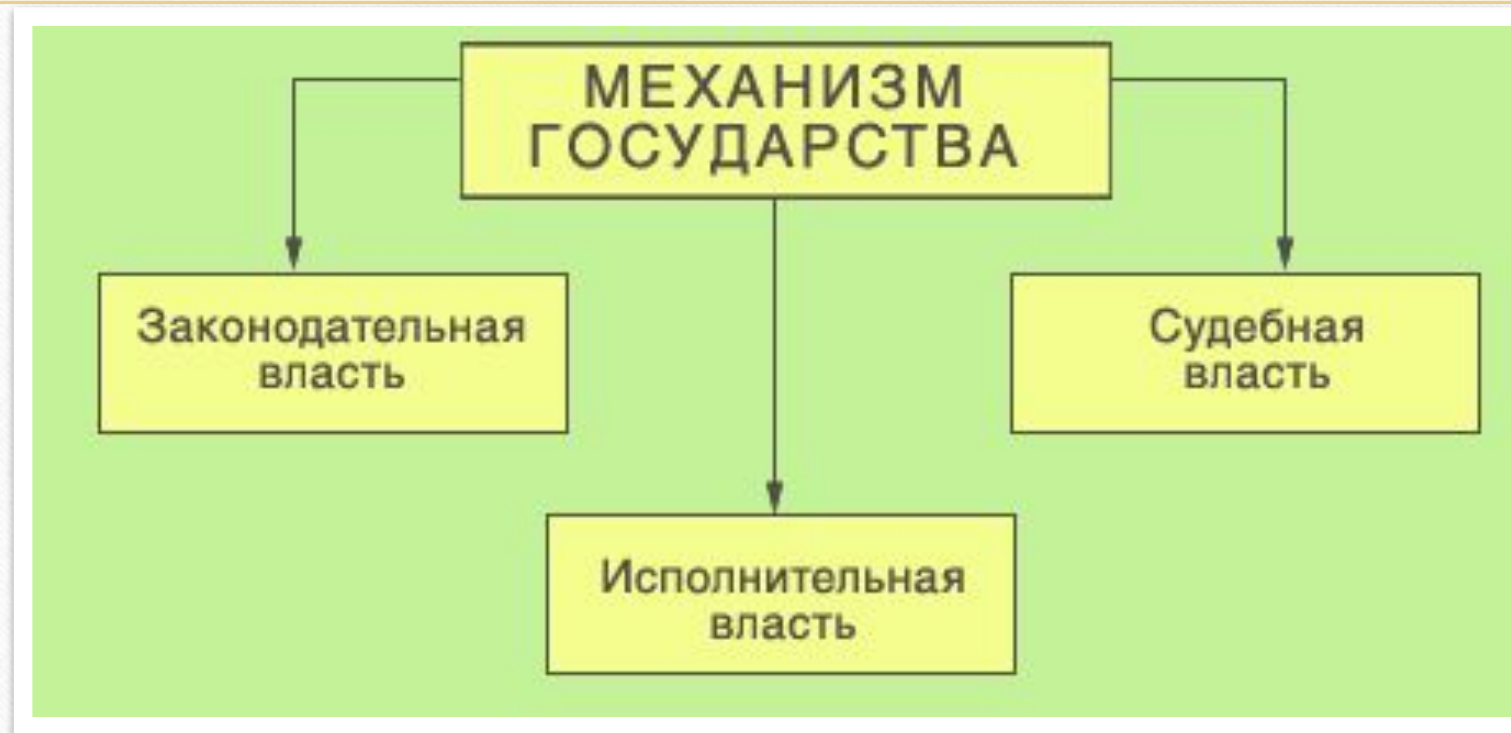 МЕХАНИЗМ
ГОСУДАРСТВА
Законодательная
власть
Судебная
власть
Исполнительная
власть